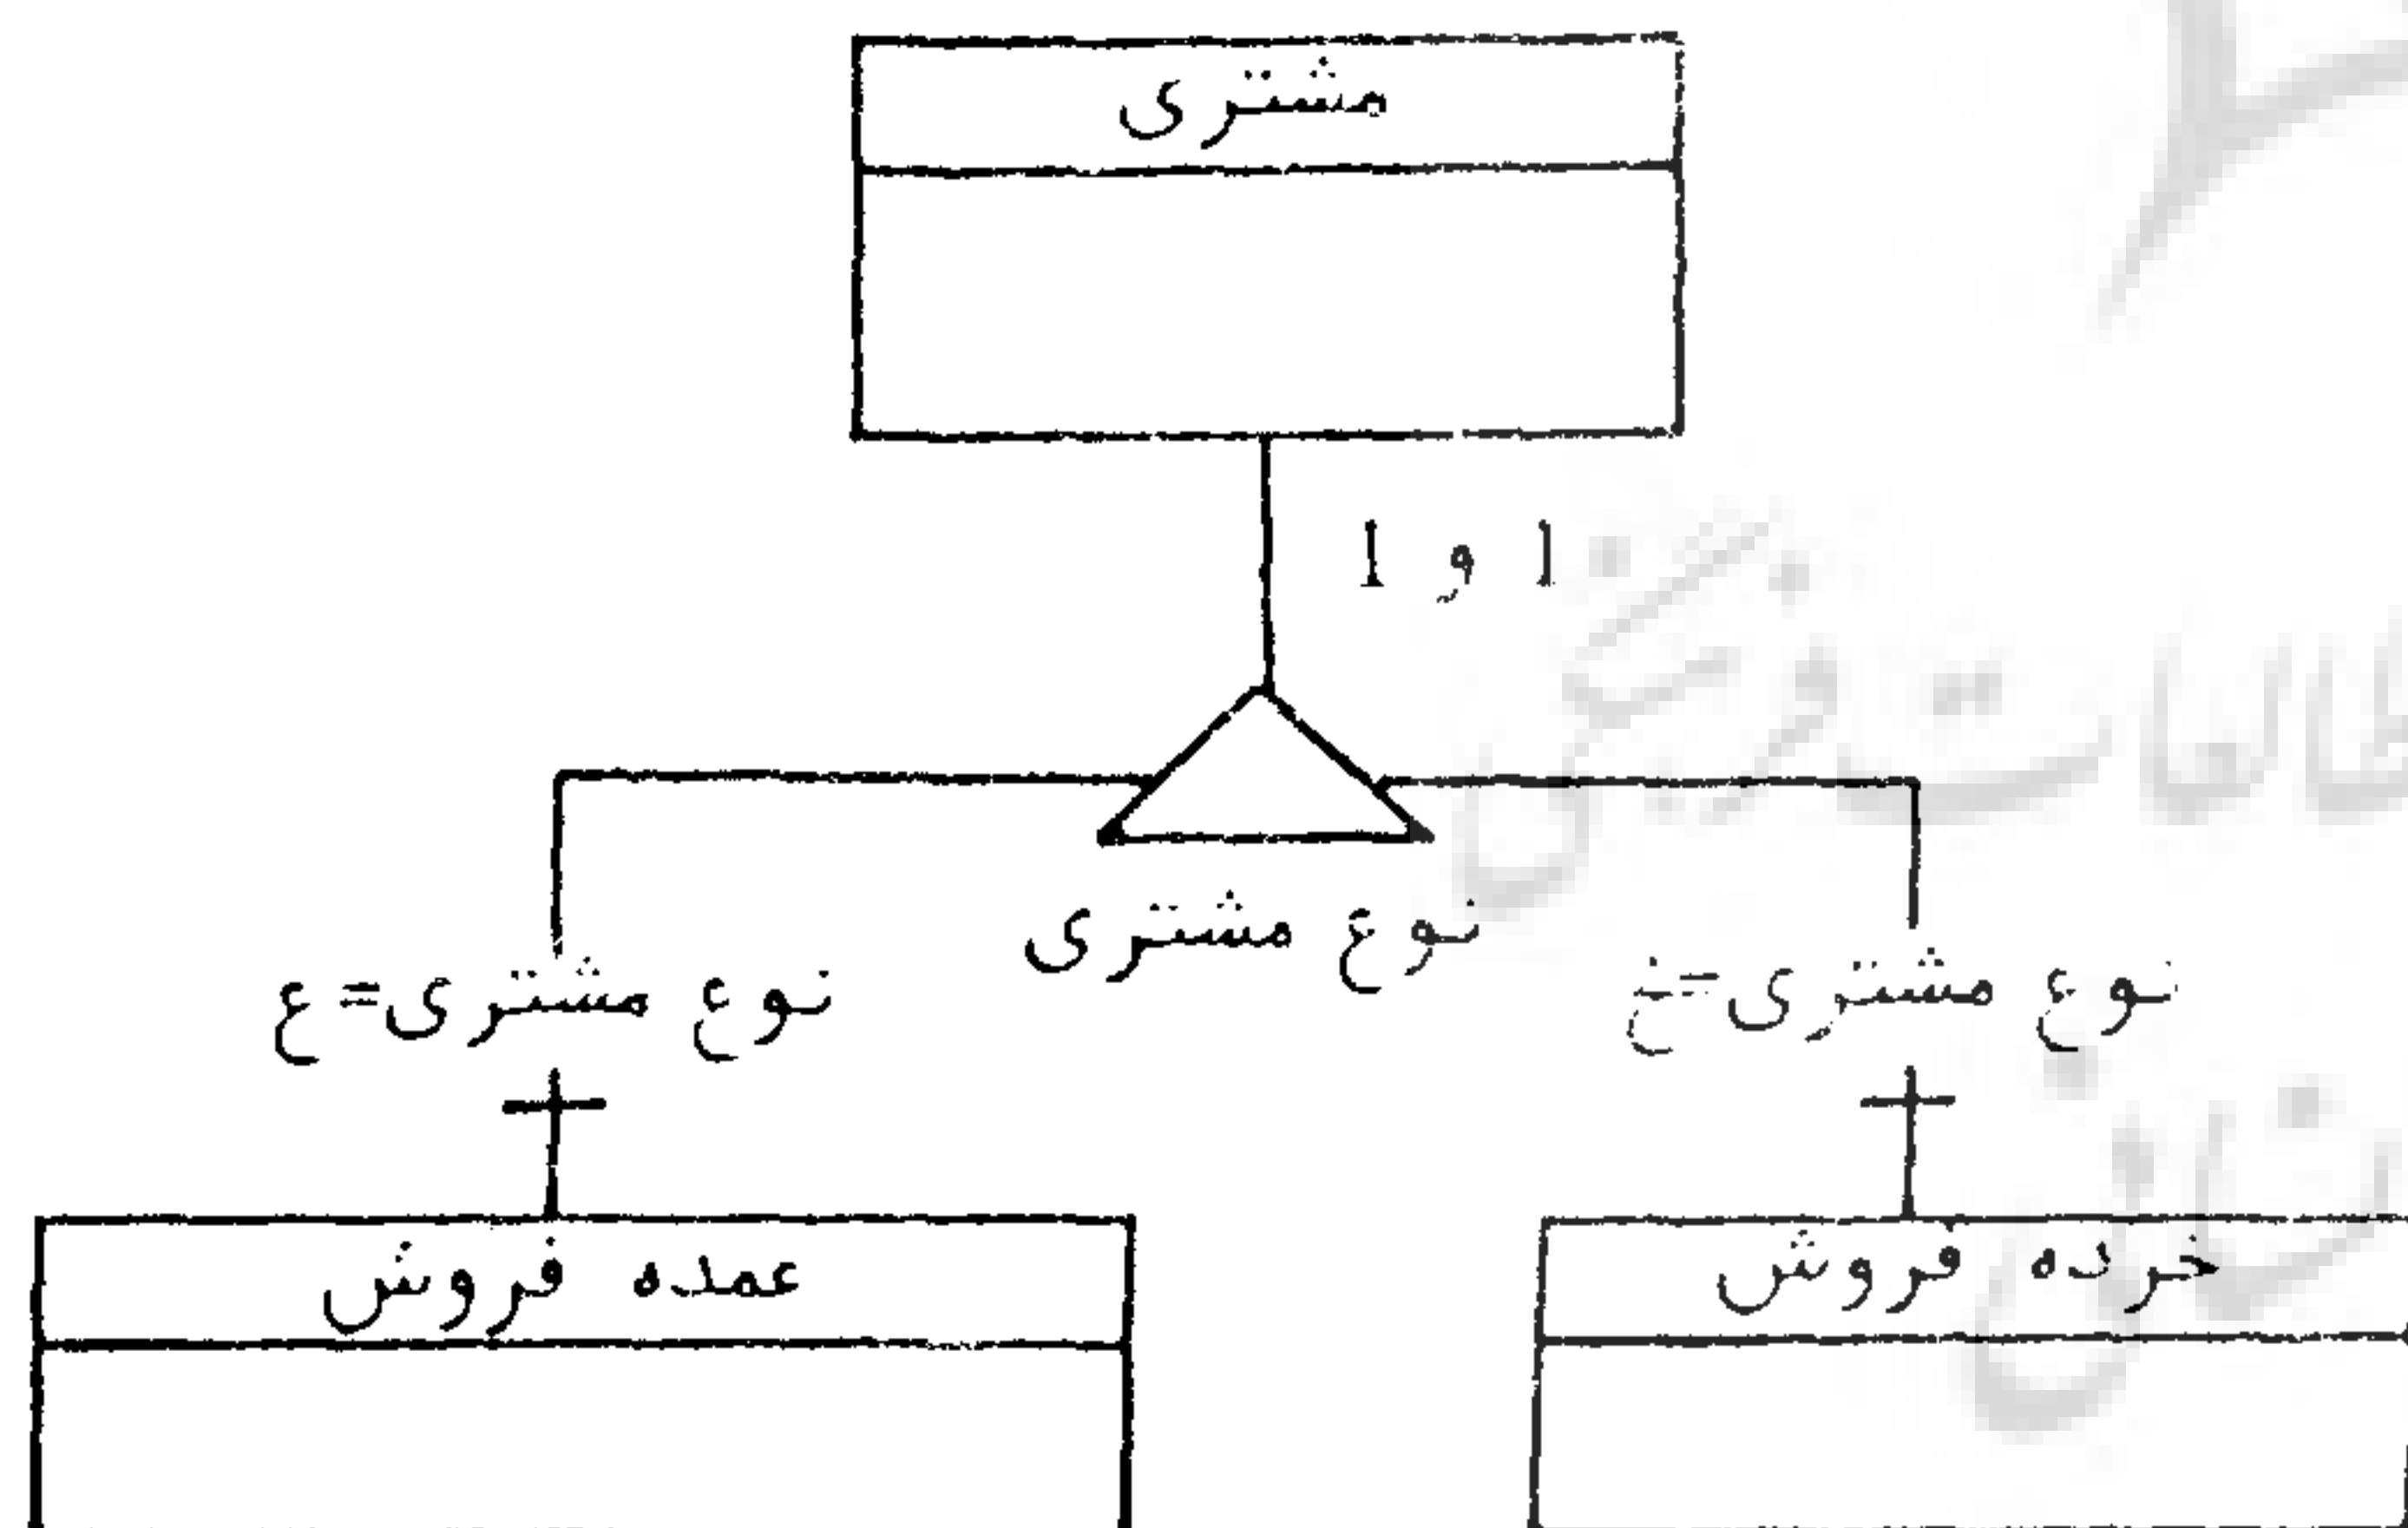 مشتری
1 و 1
نوع مشتری
نوع مشتری=خ
نوع مشتری=ع
خرده فروش
عمده فروش